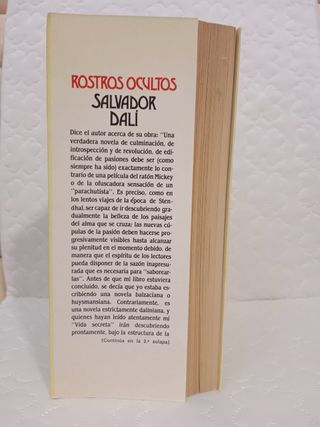 ROSTROS OCULTOS
SALVADOR
DALÍ
Dice el autor acerca de su obra: "Una
verdadera novela de culminación, de
introspección y de revolución, de edi-
ficación de pasiones debe ser (como
siempre ha sido) exactamente lo con-
trario de una película del ratón Mickey
o de la ofuscadora sensación de un
"parachutista". Es preciso, como en
los lentos viajes de la época de Sten-
dhal, ser capaz de ir descubriendo gra-
dualmente la belleza de los paisajes
del alma que se cruza; las nuevas cú-
pulas de la pasión deben hacerse pro-
gresivamente visibles hasta alcanzar
su plenitud en el momento debido, de
manera que el espíritu de los lectores
pueda disponer de la sazón inapresu-
rada que es necesaria para "saborear-
las". Antes de que mi libro estuviera
concluido, se decía que yo estaba es-
cribiendo una novela balzaciana o
huysmansiana. Contrariamente, es
una novela estrictamente daliniana, y
quienes hayan leído atentamente mi
"Vida secreta" irán descubriendo
prontamente, bajo la estructura de la
(Continúa en la 2.ª solapa)